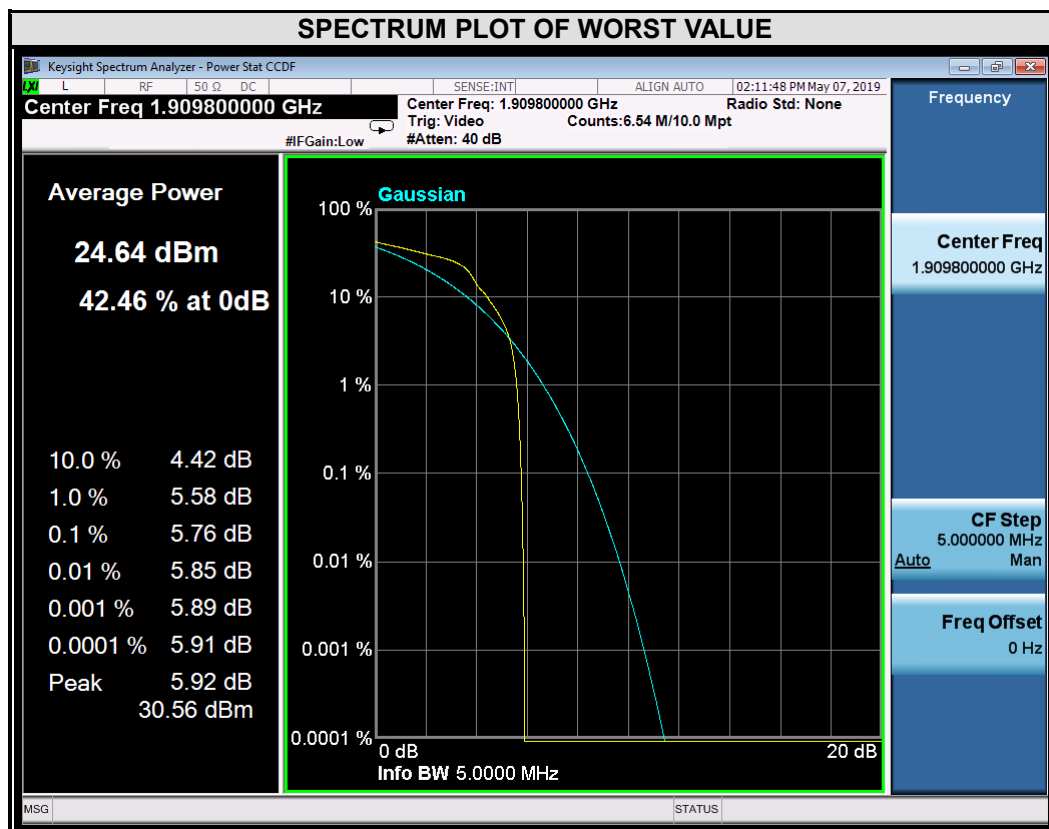 SPECTRUM PLOT OF WORST VALUE
Keysight Spectrum Analyzer - Power Stat CCDF
LXI L RF 50 Ω DC SENSE:INT ALIGN AUTO 02:11:48 PM May 07, 2019
Center Freq 1.909800000 GHz
Center Freq: 1.909800000 GHz Radio Std: None
Trig: Video Counts:6.54 M/10.0 Mpt
#IFGain:Low #Atten: 40 dB
Average Power
24.64 dBm
42.46 % at 0dB
10.0 % 4.42 dB
1.0 % 5.58 dB
0.1 % 5.76 dB
0.01 % 5.85 dB
0.001 % 5.89 dB
0.0001 % 5.91 dB
Peak 5.92 dB
30.56 dBm
Gaussian
100 %
10 %
1 %
0.1 %
0.01 %
0.001 %
0.0001 %
0 dB 20 dB
Info BW 5.0000 MHz
Frequency
Center Freq
1.909800000 GHz
CF Step
5.000000 MHz
Auto Man
Freq Offset
0 Hz
MSG STATUS